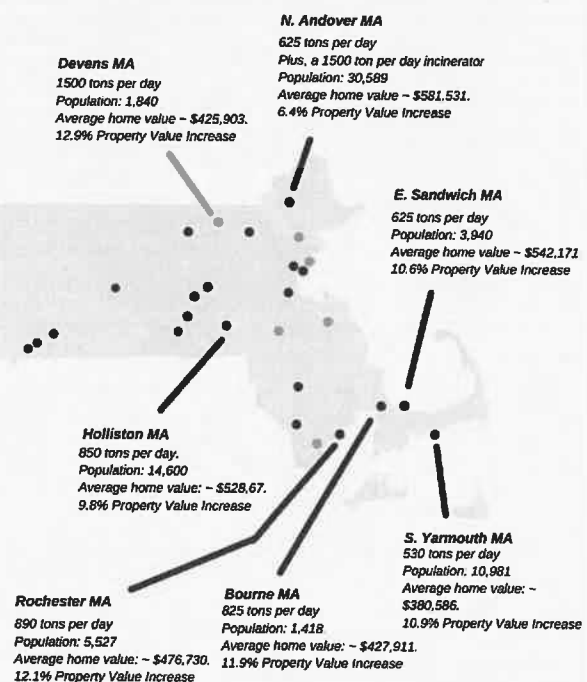 N. Andover MA
625 tons per day
Plus, a 1500 ton per day incinerator
Population: 30,589
Average home value ~ $581,531.
6.4% Property Value Increase
Devens MA
1500 tons per day
Population: 1,840
Average home value ~ $425,903.
12.9% Property Value Increase
E. Sandwich MA
625 tons per day
Population: 3,940
Average home value ~ $542,171
10.6% Property Value Increase
Holliston MA
850 tons per day.
Population: 14,600
Average home value: ~ $528,67.
9.8% Property Value Increase
S. Yarmouth MA
530 tons per day
Population. 10,981
Average home value: ~
$380,586.
10.9% Property Value Increase
Rochester MA
890 tons per day
Population: 5,527
Average home value: ~ $476,730.
12.1% Property Value Increase
Bourne MA
825 tons per day
Population: 1,418
Average home value: ~ $427,911.
11.9% Property Value Increase